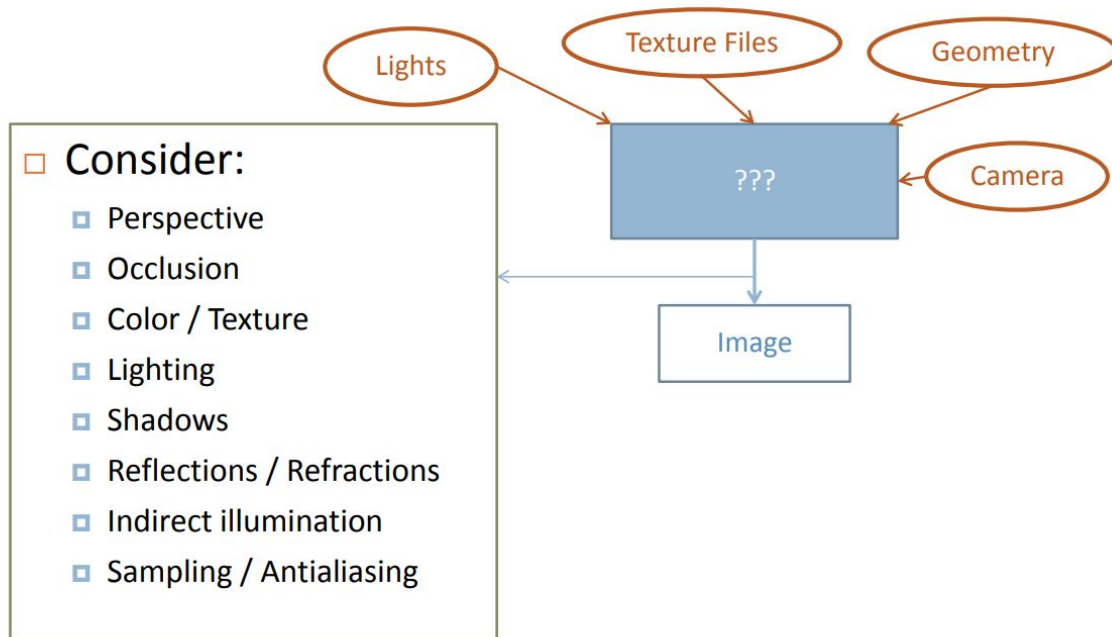 Lights
Texture Files
Geometry
Camera
???
Image
Consider:
Perspective
Occlusion
Color / Texture
Lighting
Shadows
Reflections / Refractions
Indirect illumination
Sampling / Antialiasing